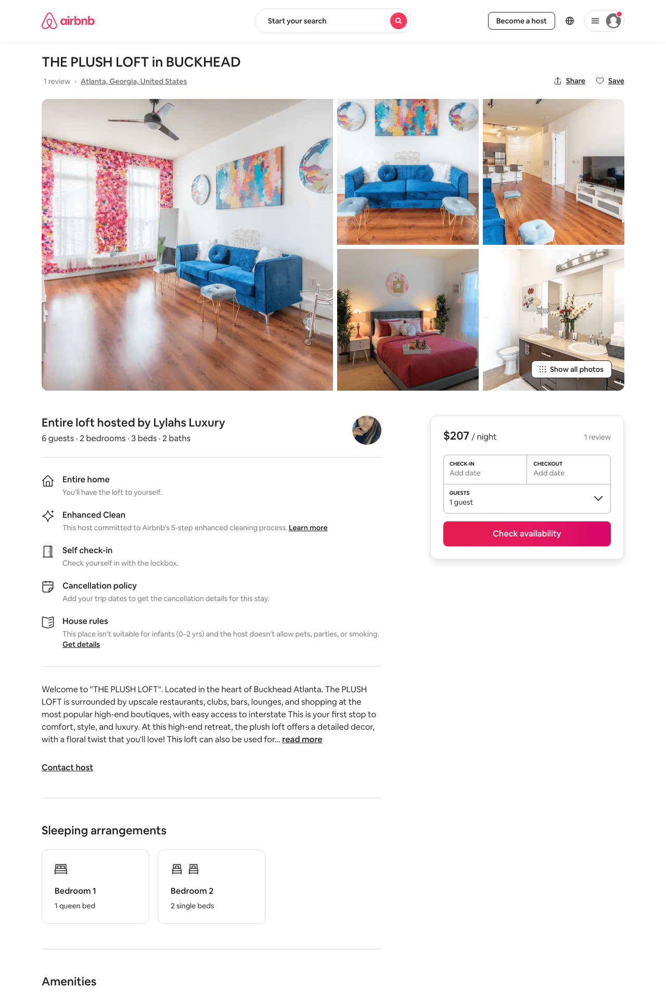 airbnb
Start your search
Become a host
THE PLUSH LOFT in BUCKHEAD
1 review · Atlanta, Georgia, United States
Share
Save
Show all photos
Entire loft hosted by Lylahs Luxury
6 guests · 2 bedrooms · 3 beds · 2 baths
Entire home
You’ll have the loft to yourself.
Enhanced Clean
This host committed to Airbnb's 5-step enhanced cleaning process. Learn more
Self check-in
Check yourself in with the lockbox.
Cancellation policy
Add your trip dates to get the cancellation details for this stay.
House rules
This place isn’t suitable for infants (0–2 yrs) and the host doesn’t allow pets, parties, or smoking.
Get details
$207 / night
1 review
CHECK-IN
Add date
CHECKOUT
Add date
GUESTS
1 guest
Check availability
Welcome to "THE PLUSH LOFT". Located in the heart of Buckhead Atlanta. The PLUSH
LOFT is surrounded by upscale restaurants, clubs, bars, lounges, and shopping at the
most popular high-end boutiques, with easy access to interstate This is your first stop to
comfort, style, and luxury. At this high-end retreat, the plush loft offers a detailed decor,
with a floral twist that you'll love! This loft can also be used for... read more
Contact host
Sleeping arrangements
Bedroom 1
1 queen bed
Bedroom 2
2 single beds
Amenities